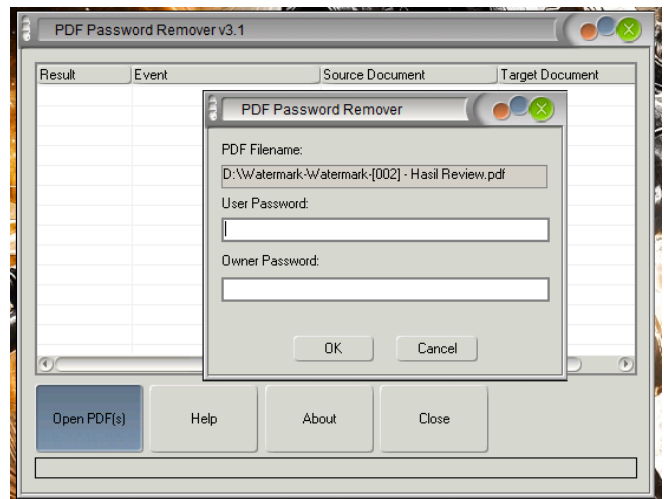 PDF Password Remover v3.1
Result Event Source Document Target Document
PDF Password Remover
PDF Filename:
D:\Watermark-Watermark-[002] - Hasil Review.pdf
User Password:
Owner Password:
OK Cancel
Open PDF(s) Help About Close